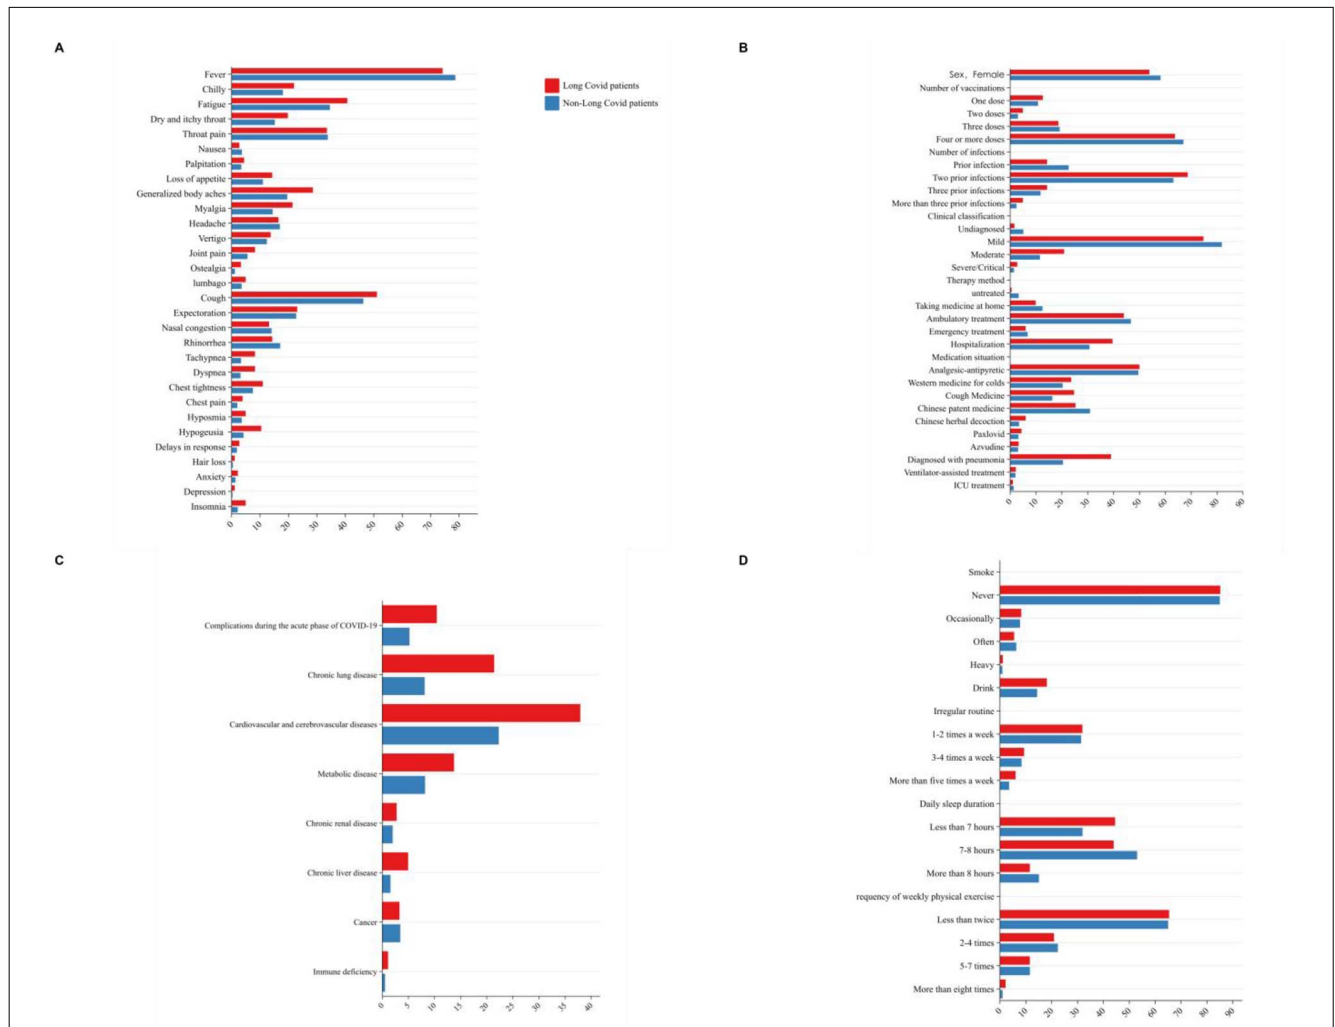 A
Fever
Chilly
Fatigue
Dry and itchy throat
Throat pain
Nausea
Palpitation
Loss of appetite
Generalized body aches
Myalgia
Headache
Vertigo
Joint pain
Ostealgia
lumbago
Cough
Expectoration
Nasal congestion
Rhinorrhea
Tachypnea
Dyspnea
Chest tightness
Chest pain
Hyposmia
Hypogeusia
Delays in response
Hair loss
Anxiety
Depression
Insomnia
0 10 20 30 40 50 60 70 80
Long Covid patients
Non-Long Covid patients
B
Sex, Female
Number of vaccinations
One dose
Two doses
Three doses
Four or more doses
Number of infections
Prior infection
Two prior infections
Three prior infections
More than three prior infections
Clinical classification
Undiagnosed
Mild
Moderate
Severe/Critical
Therapy method
untreated
Taking medicine at home
Ambulatory treatment
Emergency treatment
Hospitalization
Medication situation
Analgesic-antipyretic
Western medicine for colds
Cough Medicine
Chinese patent medicine
Chinese herbal decoction
Paxlovid
Azvudine
Diagnosed with pneumonia
Ventilator-assisted treatment
ICU treatment
0 10 20 30 40 50 60 70 80 90
C
Complications during the acute phase of COVID-19
Chronic lung disease
Cardiovascular and cerebrovascular diseases
Metabolic disease
Chronic renal disease
Chronic liver disease
Cancer
Immune deficiency
0 5 10 15 20 25 30 35 40
D
Smoke
Never
Occasionally
Often
Heavy
Drink
Irregular routine
1-2 times a week
3-4 times a week
More than five times a week
Daily sleep duration
Less than 7 hours
7-8 hours
More than 8 hours
requency of weekly physical exercise
Less than twice
2-4 times
5-7 times
More than eight times
0 10 20 30 40 50 60 70 80 90